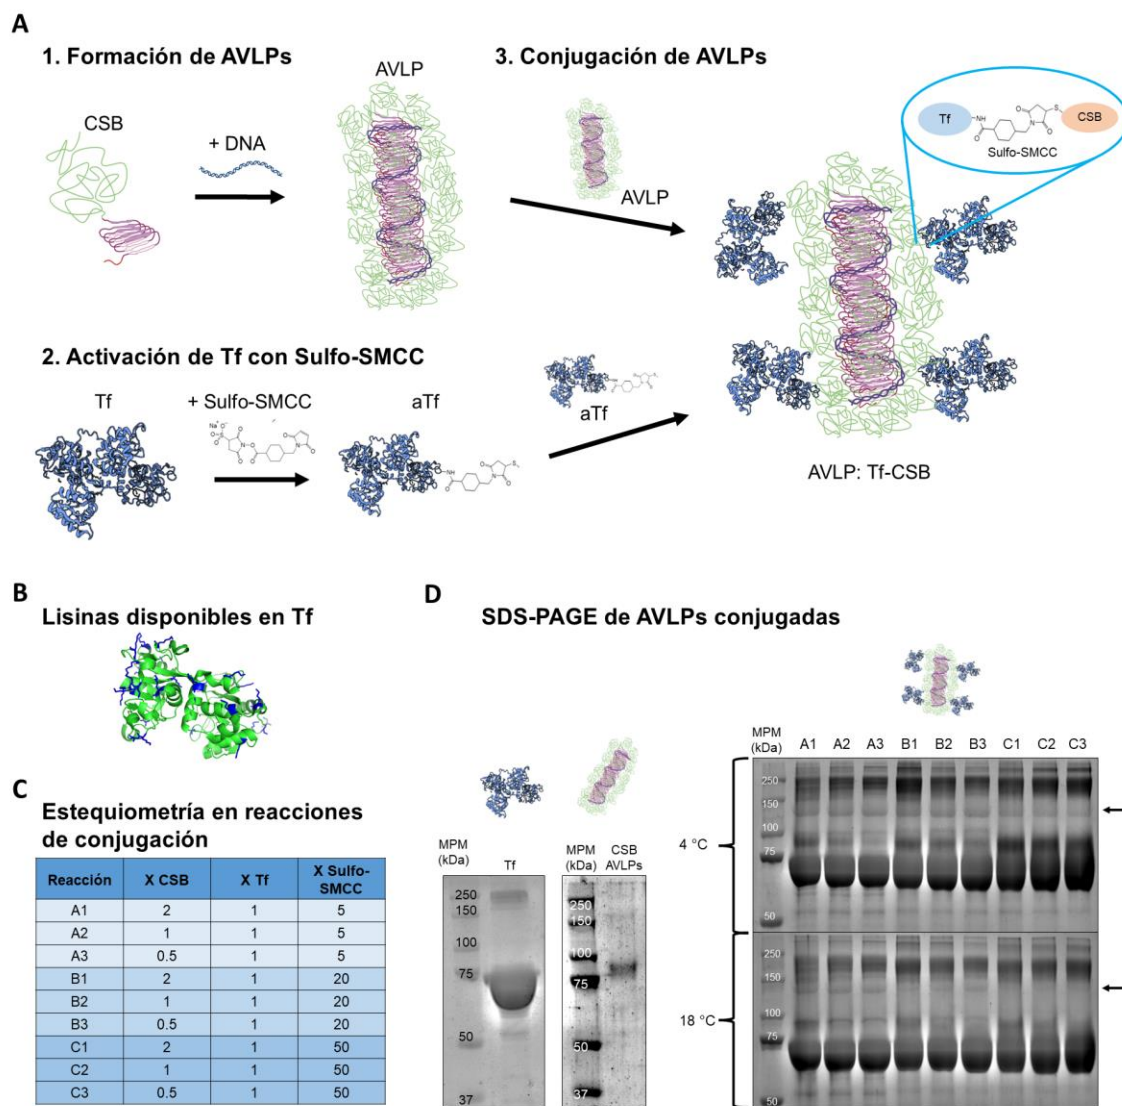 A
1. Formación de AVLPs
CSB
+ DNA
AVLP
3. Conjugación de AVLPs
AVLP
Tf
NH
O
N
O
O
S
CSB
Sulfo-SMCC
2. Activación de Tf con Sulfo-SMCC
Tf
+ Sulfo-SMCC
aTf
aTf
AVLP: Tf-CSB
B
Lisinas disponibles en Tf
C
Estequiometría en reacciones
de conjugación
Reacción X CSB X Tf X Sulfo-
SMCC
A1 2 1 5
A2 1 1 5
A3 0.5 1 5
B1 2 1 20
B2 1 1 20
B3 0.5 1 20
C1 2 1 50
C2 1 1 50
C3 0.5 1 50
D
SDS-PAGE de AVLPs conjugadas
MPM
(kDa)
Tf
250
150
100
75
50
37
MPM
(kDa)
CSB
AVLPs
250
150
100
75
50
37
MPM
(kDa)
A1 A2 A3 B1 B2 B3 C1 C2 C3
4 °C
250
150
100
75
50
18 °C
250
150
100
75
50